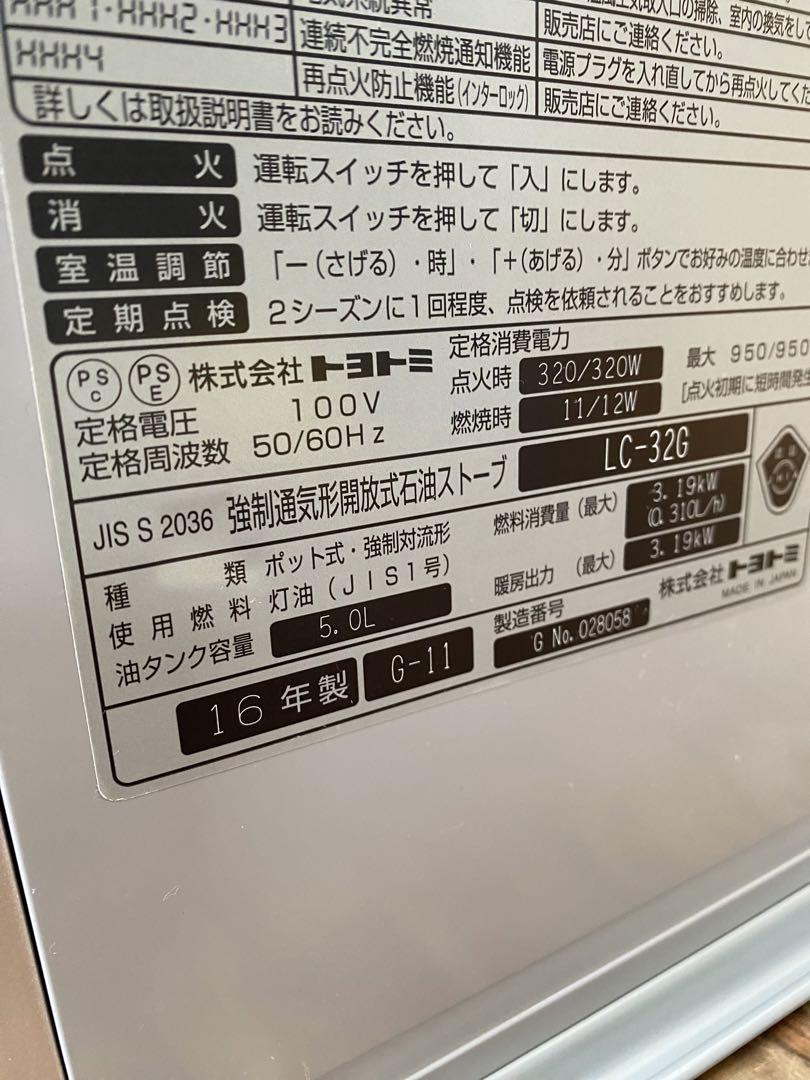 HHH1・HHH2・HHH3
連続不完全燃焼通知機能
販売店にご連絡ください。
HHH4
再点火防止機能(インターロック)
電源プラグを入れ直してから再点火してくだ
販売店にご連絡ください。
詳しくは取扱説明書をお読みください。
点火 運転スイッチを押して「入」にします。
消火 運転スイッチを押して「切」にします。
室温調節 「－(さげる)・時」・「＋(あげる)・分」ボタンでお好みの温度に合わせ
定期点検 2シーズンに1回程度、点検を依頼されることをおすすめします。
PS C PS E 株式会社トヨトミ
定格電圧 100V
定格周波数 50/60Hz
定格消費電力
点火時 320/320W 最大 950/950
燃焼時 11/12W [点火初期に短時間発生
JIS S 2036 強制通気形開放式石油ストーブ LC-32G
種類 ポット式・強制対流形
使用燃料 灯油(JIS1号)
油タンク容量 5.0L
燃料消費量(最大) 3.19kW
(0.310L/h)
暖房出力(最大) 3.19kW
製造番号 株式会社トヨトミ
G No.028058 MADE IN JAPAN
16年製 G-11